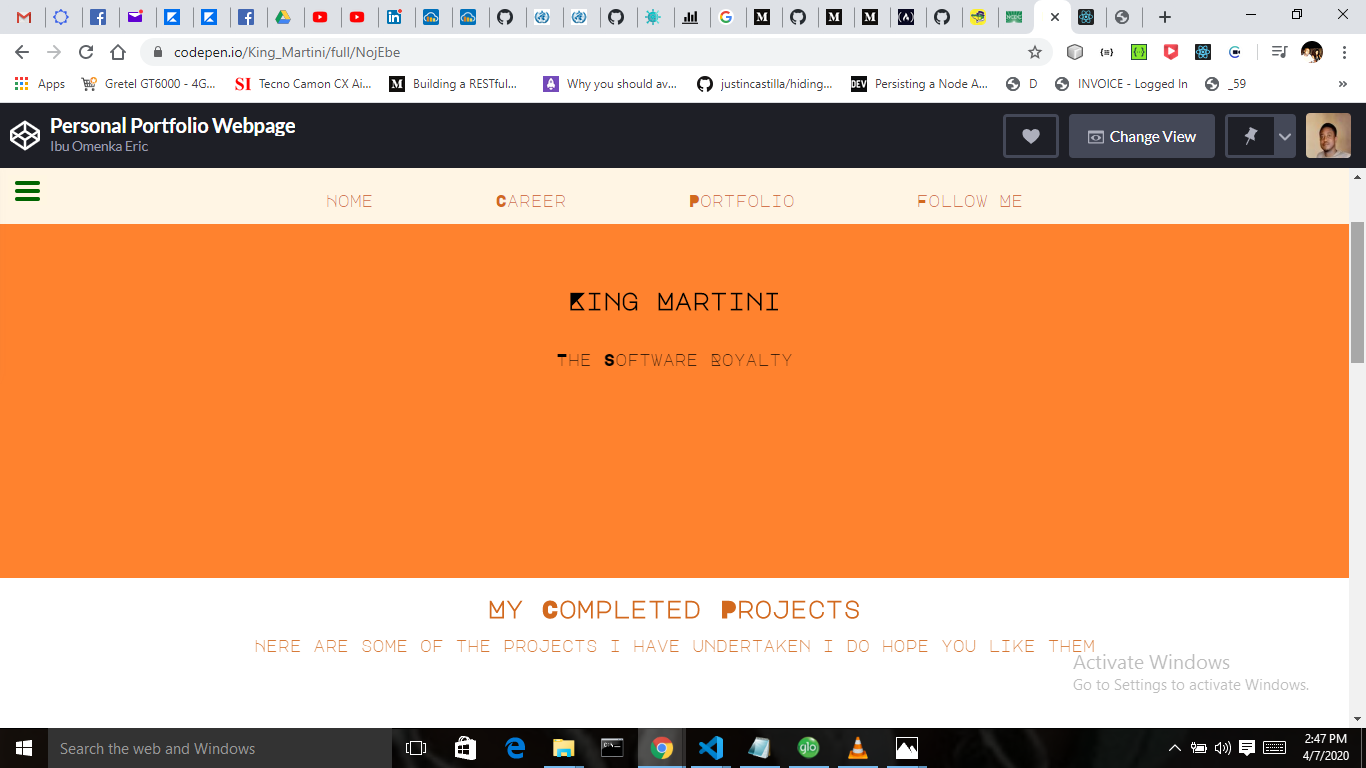 codepen.io/King_Martini/full/NojEbe
Apps Gretel GT6000 - 4G... SI Tecno Camon CX Ai... Building a RESTful... Why you should av... justincastilla/hiding... DEV Persisting a Node A... D INVOICE - Logged In _59 »
Personal Portfolio Webpage
Ibu Omenka Eric
Change View
Home Career Portfolio Follow Me
King Martini
The Software Royalty
My Completed Projects
Here are some of the projects I have undertaken I do hope you like them
Activate Windows
Go to Settings to activate Windows.
Search the web and Windows
glo
2:47 PM
4/7/2020